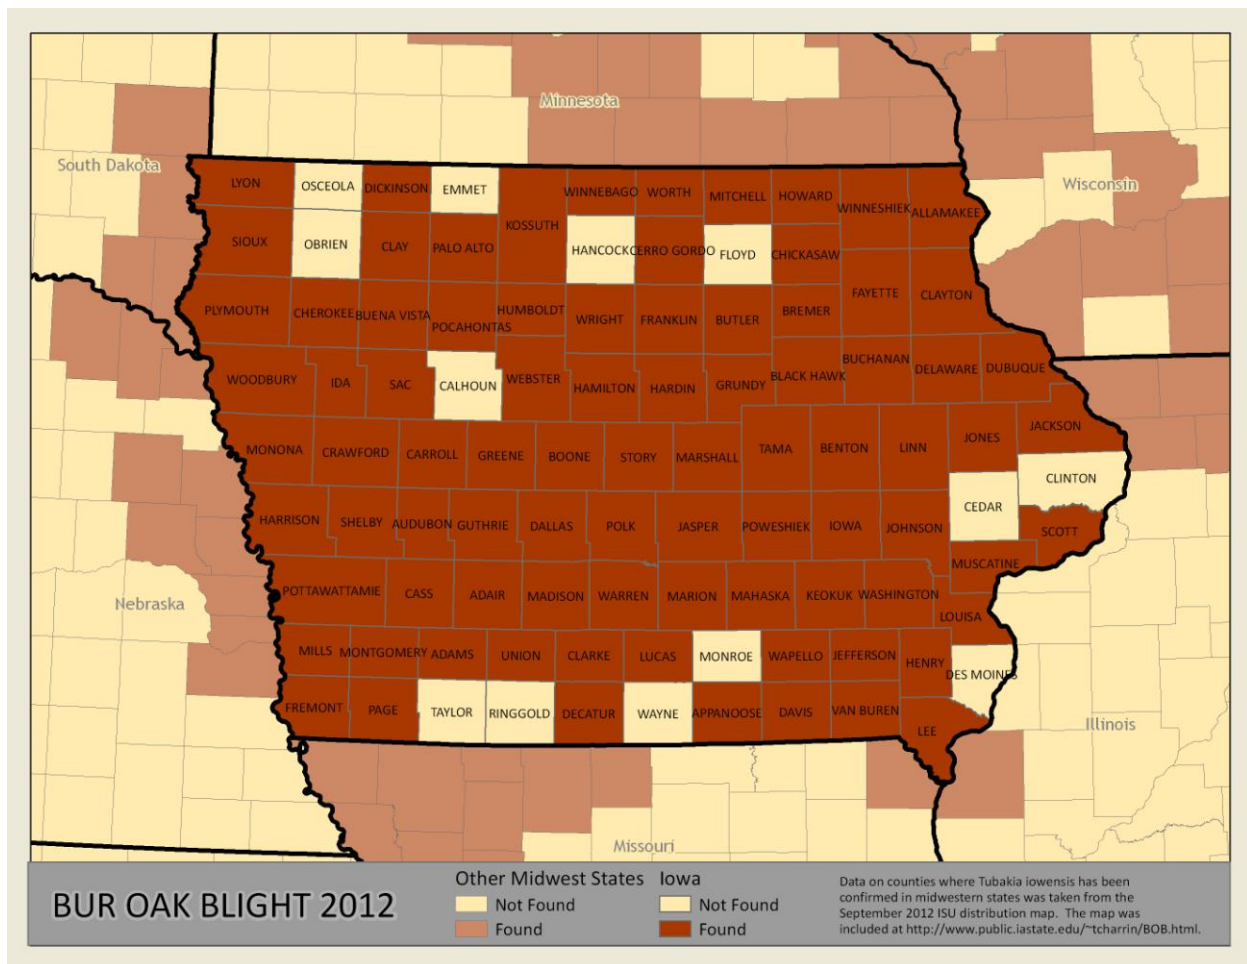 Minnesota
South Dakota
Wisconsin
LYON
OSCEOLA
DICKINSON
EMMET
WINNEBAGO
WORTH
MITCHELL
HOWARD
WINNESHIEK
ALLAMAKEE
KOSSUTH
SIOUX
OBRIEN
CLAY
PALO ALTO
HANCOCK
CERRO GORDO
FLOYD
CHICKASAW
FAYETTE
CLAYTON
PLYMOUTH
CHEROKEE
BUENA VISTA
POCAHONTAS
HUMBOLDT
WRIGHT
FRANKLIN
BUTLER
BREMER
WOODBURY
IDA
SAC
CALHOUN
WEBSTER
HAMILTON
HARDIN
GRUNDY
BLACK HAWK
BUCHANAN
DELAWARE
DUBUQUE
MONONA
CRAWFORD
CARROLL
GREENE
BOONE
STORY
MARSHALL
TAMA
BENTON
LINN
JONES
JACKSON
CLINTON
CEDAR
HARRISON
SHELBY
AUDUBON
GUTHRIE
DALLAS
POLK
JASPER
POWESHIEK
IOWA
JOHNSON
SCOTT
MUSCATINE
Nebraska
POTTAWATTAMIE
CASS
ADAIR
MADISON
WARREN
MARION
MAHASKA
KEOKUK
WASHINGTON
LOUISA
MILLS
MONTGOMERY
ADAMS
UNION
CLARKE
LUCAS
MONROE
WAPELLO
JEFFERSON
HENRY
DES MOINES
FREMONT
PAGE
TAYLOR
RINGGOLD
DECATUR
WAYNE
APPANOOSE
DAVIS
VAN BUREN
LEE
Illinois
Missouri
BUR OAK BLIGHT 2012
Other Midwest States
Not Found
Found
Iowa
Not Found
Found
Data on counties where Tubakia iowensis has been
confirmed in midwestern states was taken from the
September 2012 ISU distribution map. The map was
included at http://www.public.iastate.edu/~tcharrin/BOB.html.